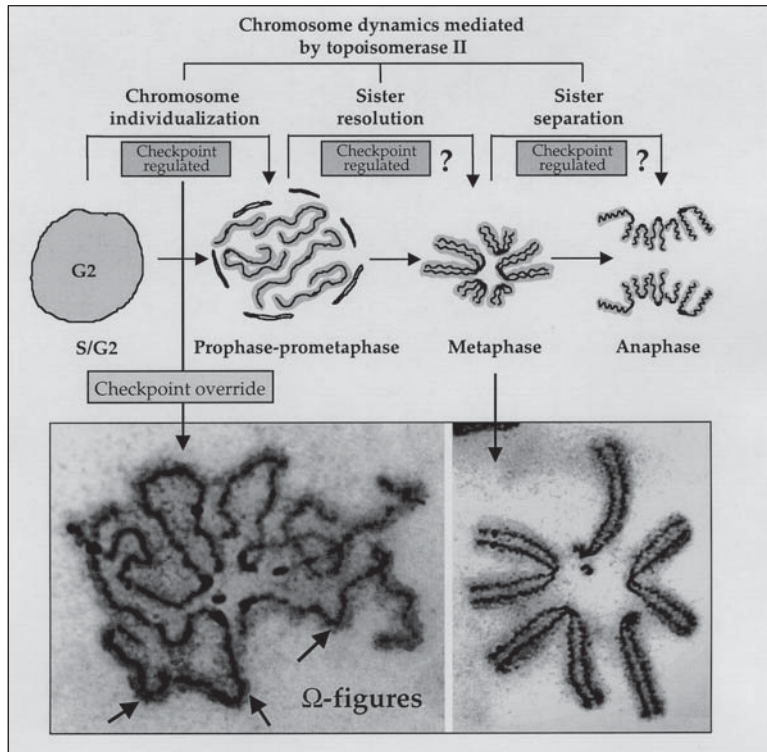 Chromosome dynamics mediated
by topoisomerase II
Chromosome
individualization
Sister
resolution
Sister
separation
Checkpoint
regulated
Checkpoint
regulated
?
Checkpoint
regulated
?
G2
S/G2
Prophase-prometaphase
Metaphase
Anaphase
Checkpoint override
Ω-figures